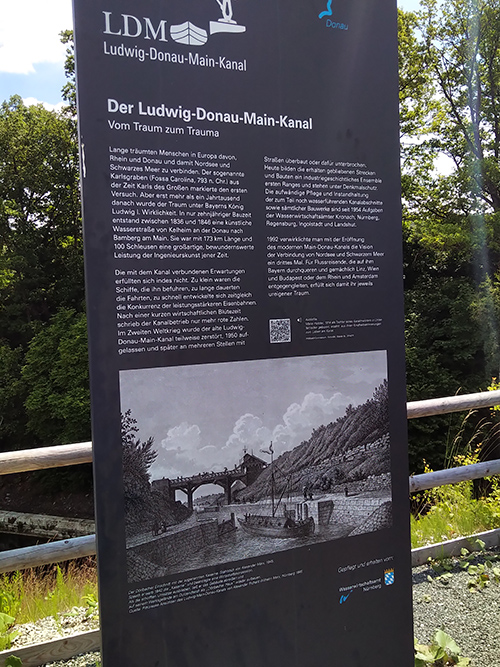 LDM
Ludwig-Donau-Main-Kanal
Donau
Der Ludwig-Donau-Main-Kanal
Vom Traum zum Trauma
Lange träumten Menschen in Europa davon,
Rhein und Donau und damit Nordsee und
Schwarzes Meer zu verbinden. Der sogenannte
Karlsgraben (Fossa Carolina, 793 n. Chr.) aus
der Zeit Karls des Großen markierte den ersten
Versuch. Aber erst mehr als ein Jahrtausend
danach wurde der Traum unter Bayerns König
Ludwig I. Wirklichkeit. In nur zehnjähriger Bauzeit
entstand zwischen 1836 und 1846 eine künstliche
Wasserstraße von Kelheim an der Donau nach
Bamberg am Main. Sie war mit 173 km Länge und
100 Schleusen eine großartige, bewundernswerte
Leistung der Ingenieurskunst jener Zeit.
Die mit dem Kanal verbundenen Erwartungen
erfüllten sich indes nicht. Zu klein waren die
Schiffe, die ihn befuhren, zu lange dauerten
die Fahrten, zu schnell entwickelte sich zeitgleich
die Konkurrenz der leistungsstärkeren Eisenbahnen.
Nach einer kurzen wirtschaftlichen Blütezeit
schrieb der Kanalbetrieb nur mehr rote Zahlen.
Im Zweiten Weltkrieg wurde der alte Ludwig-
Donau-Main-Kanal teilweise zerstört, 1950 auf-
gelassen und später an mehreren Stellen mit
Straßen überbaut oder dafür unterbrochen.
Heute bilden die erhalten gebliebenen Strecken
und Bauten ein industriegeschichtliches Ensemble
ersten Ranges und stehen unter Denkmalschutz.
Die aufwändige Pflege und Instandhaltung
der zum Teil noch wasserführenden Kanalabschnitte
sowie sämtlicher Bauwerke sind seit 1954 Aufgaben
der Wasserwirtschaftsämter Kronach, Nürnberg,
Regensburg, Ingolstadt und Landshut.
1992 verwirklichte man mit der Eröffnung
des modernen Main-Donau-Kanals die Vision
der Verbindung von Nordsee und Schwarzem Meer
ein drittes Mal. Für Flussreisende, die auf ihm
Bayern durchqueren und gemächlich Linz, Wien
und Budapest oder dem Rhein und Amsterdam
entgegengleiten, erfüllt sich damit ihr jeweils
ureigener Traum.
Gepflegt und erhalten vom:
Wasserwirtschaftsamt
Nürnberg